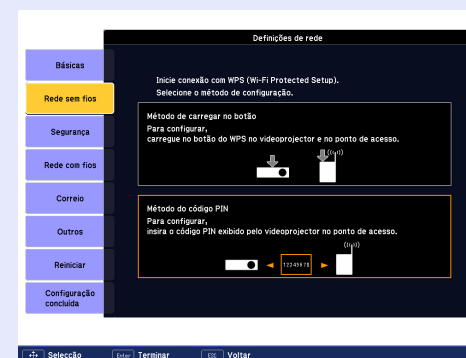 Definições de rede
Básicas
Rede sem fios
Segurança
Rede com fios
Correio
Outros
Reiniciar
Configuração
concluída
Inicie conexão com WPS (Wi-Fi Protected Setup).
Selecione o método de configuração.
Método de carregar no botão
Para configurar,
carregue no botão do WPS no videoprojector e no ponto de acesso.
Método do código PIN
Para configurar,
insira o código PIN exibido pelo videoprojector no ponto de acesso.
12345678
Selecção
Enter Terminar
ESC Voltar